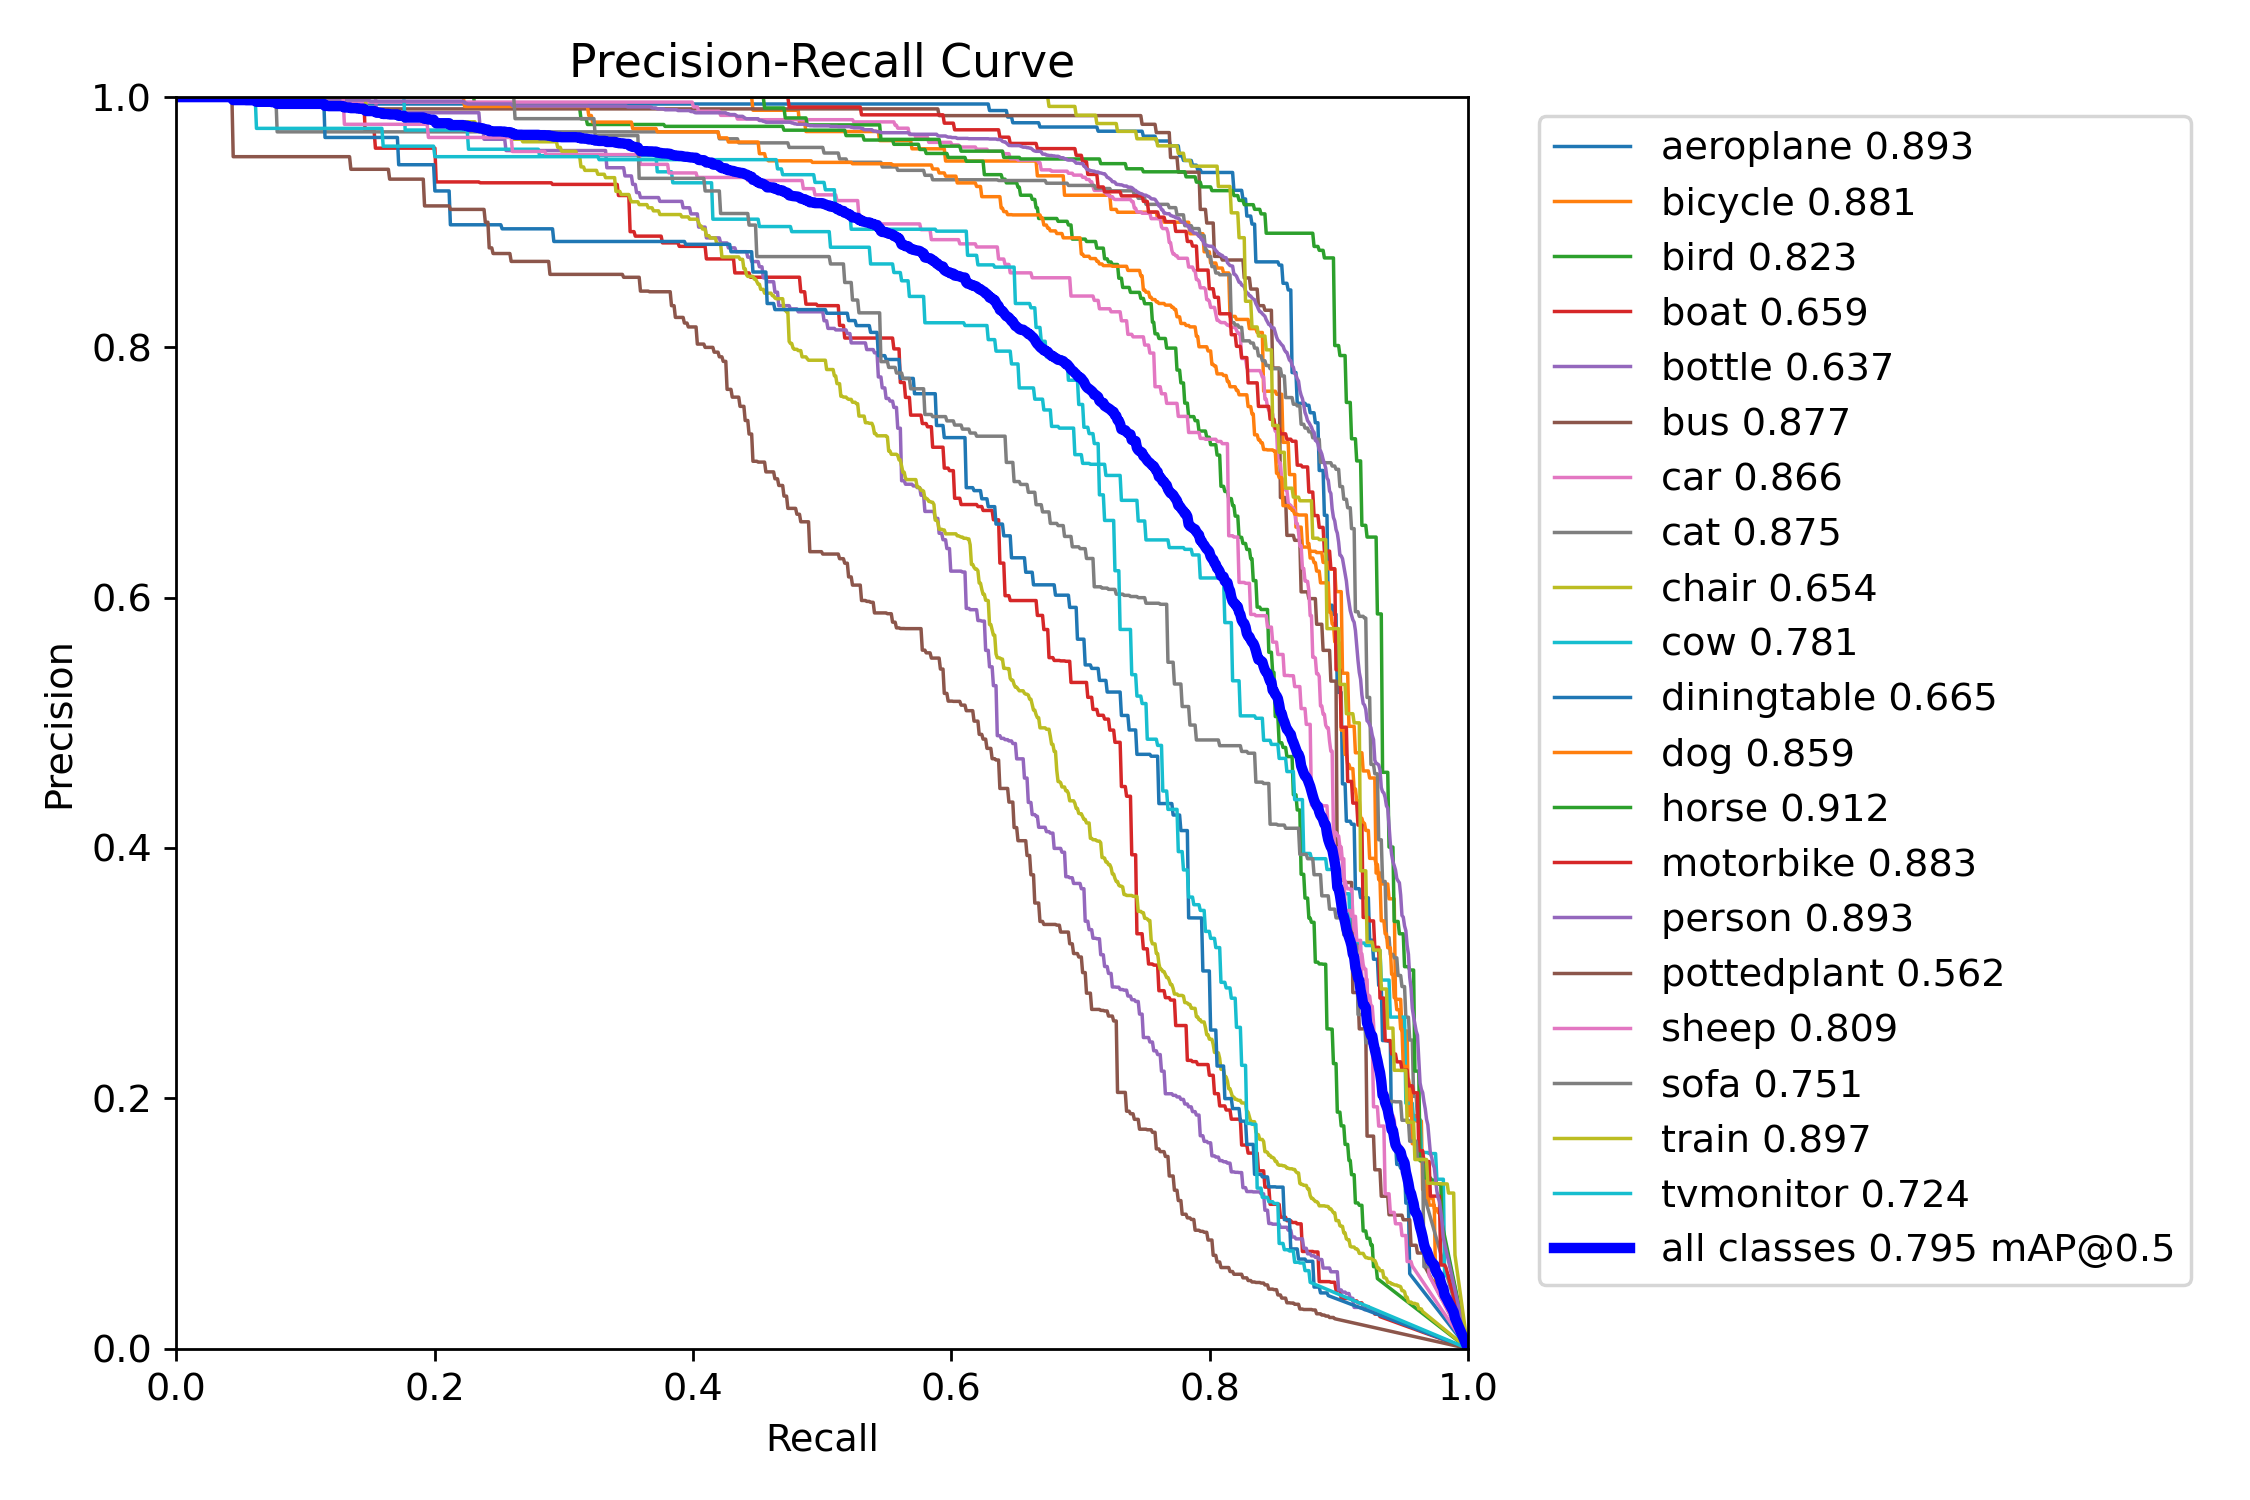 Precision-Recall Curve
1.0
0.8
0.6
0.4
0.2
0.0
Precision
0.0 0.2 0.4 0.6 0.8 1.0
Recall
aeroplane 0.893
bicycle 0.881
bird 0.823
boat 0.659
bottle 0.637
bus 0.877
car 0.866
cat 0.875
chair 0.654
cow 0.781
diningtable 0.665
dog 0.859
horse 0.912
motorbike 0.883
person 0.893
pottedplant 0.562
sheep 0.809
sofa 0.751
train 0.897
tvmonitor 0.724
all classes 0.795 mAP@0.5